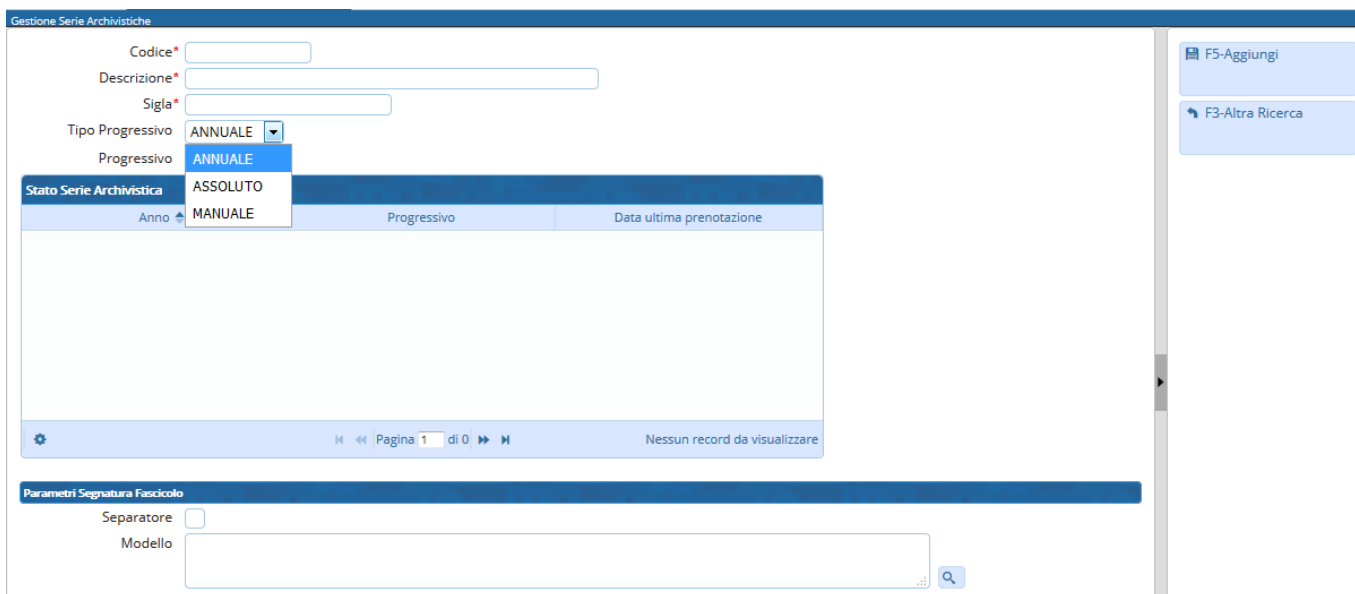 Gestione Serie Archivistiche
Codice*
F5-Aggiungi
Descrizione*
Sigla*
F3-Altra Ricerca
Tipo Progressivo ANNUALE
Progressivo
ANNUALE
ASSOLUTO
MANUALE
Stato Serie Archivistica
Anno Progressivo Data ultima prenotazione
Pagina 1 di 0 Nessun record da visualizzare
Parametri Segnatura Fascicolo
Separatore
Modello